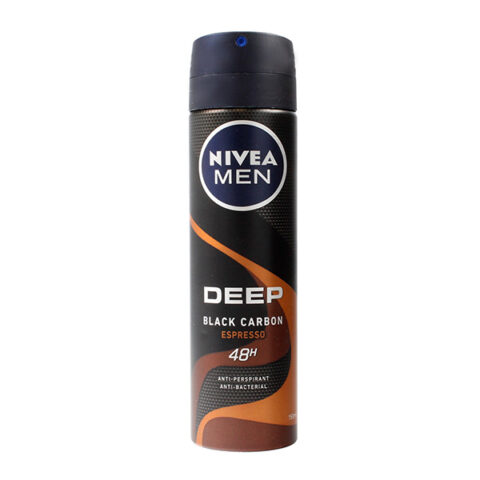 NIVEA
MEN
DEEP
BLACK CARBON
ESPRESSO
48H
ANTI-PERSPIRANT
ANTI-BACTERIAL